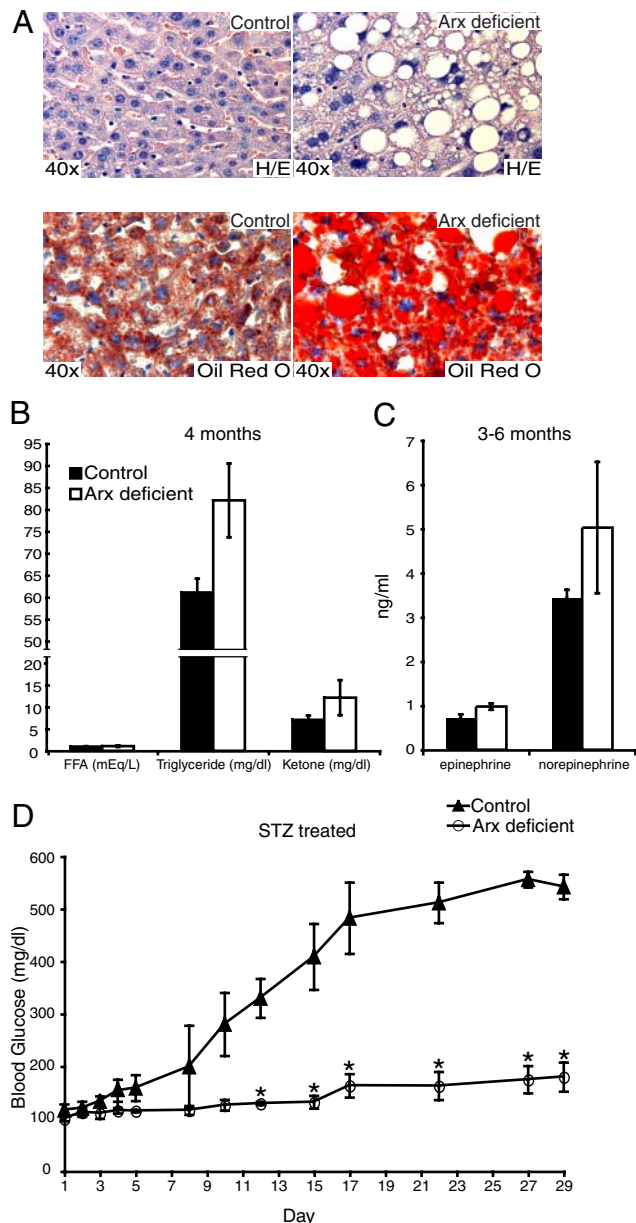 A
Control
40x
H/E
Arx deficient
40x
H/E
Control
40x
Oil Red O
Arx deficient
40x
Oil Red O
B
4 months
Control
Arx deficient
95
90
85
80
75
70
65
60
55
50
20
15
10
5
0
FFA (mEq/L)
Triglyceride (mg/dl)
Ketone (mg/dl)
C
3-6 months
ng/ml
7
6
5
4
3
2
1
0
epinephrine
norepinephrine
D
STZ treated
Control
Arx deficient
Blood Glucose (mg/dl)
600
500
400
300
200
100
0
* * * * * *
1 3 5 7 9 11 13 15 17 19 21 23 25 27 29
Day